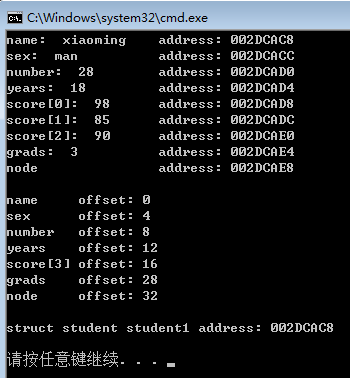 C:\Windows\system32\cmd.exe
name:  xiaoming    address: 002DCAC8
sex:  man          address: 002DCACC
number:  28        address: 002DCAD0
years:  18         address: 002DCAD4
score[0]:  98      address: 002DCAD8
score[1]:  85      address: 002DCADC
score[2]:  90      address: 002DCAE0
grads:  3          address: 002DCAE4
node               address: 002DCAE8
name     offset: 0
sex      offset: 4
number   offset: 8
years    offset: 12
score[3] offset: 16
grads    offset: 28
node     offset: 32
struct student student1 address: 002DCAC8
请按任意键继续. . .